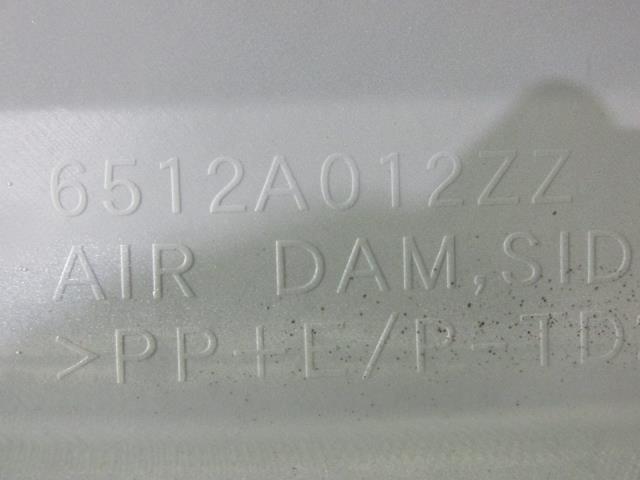 6512A012ZZ
AIR DAM,SID
>PP+E/P-TD